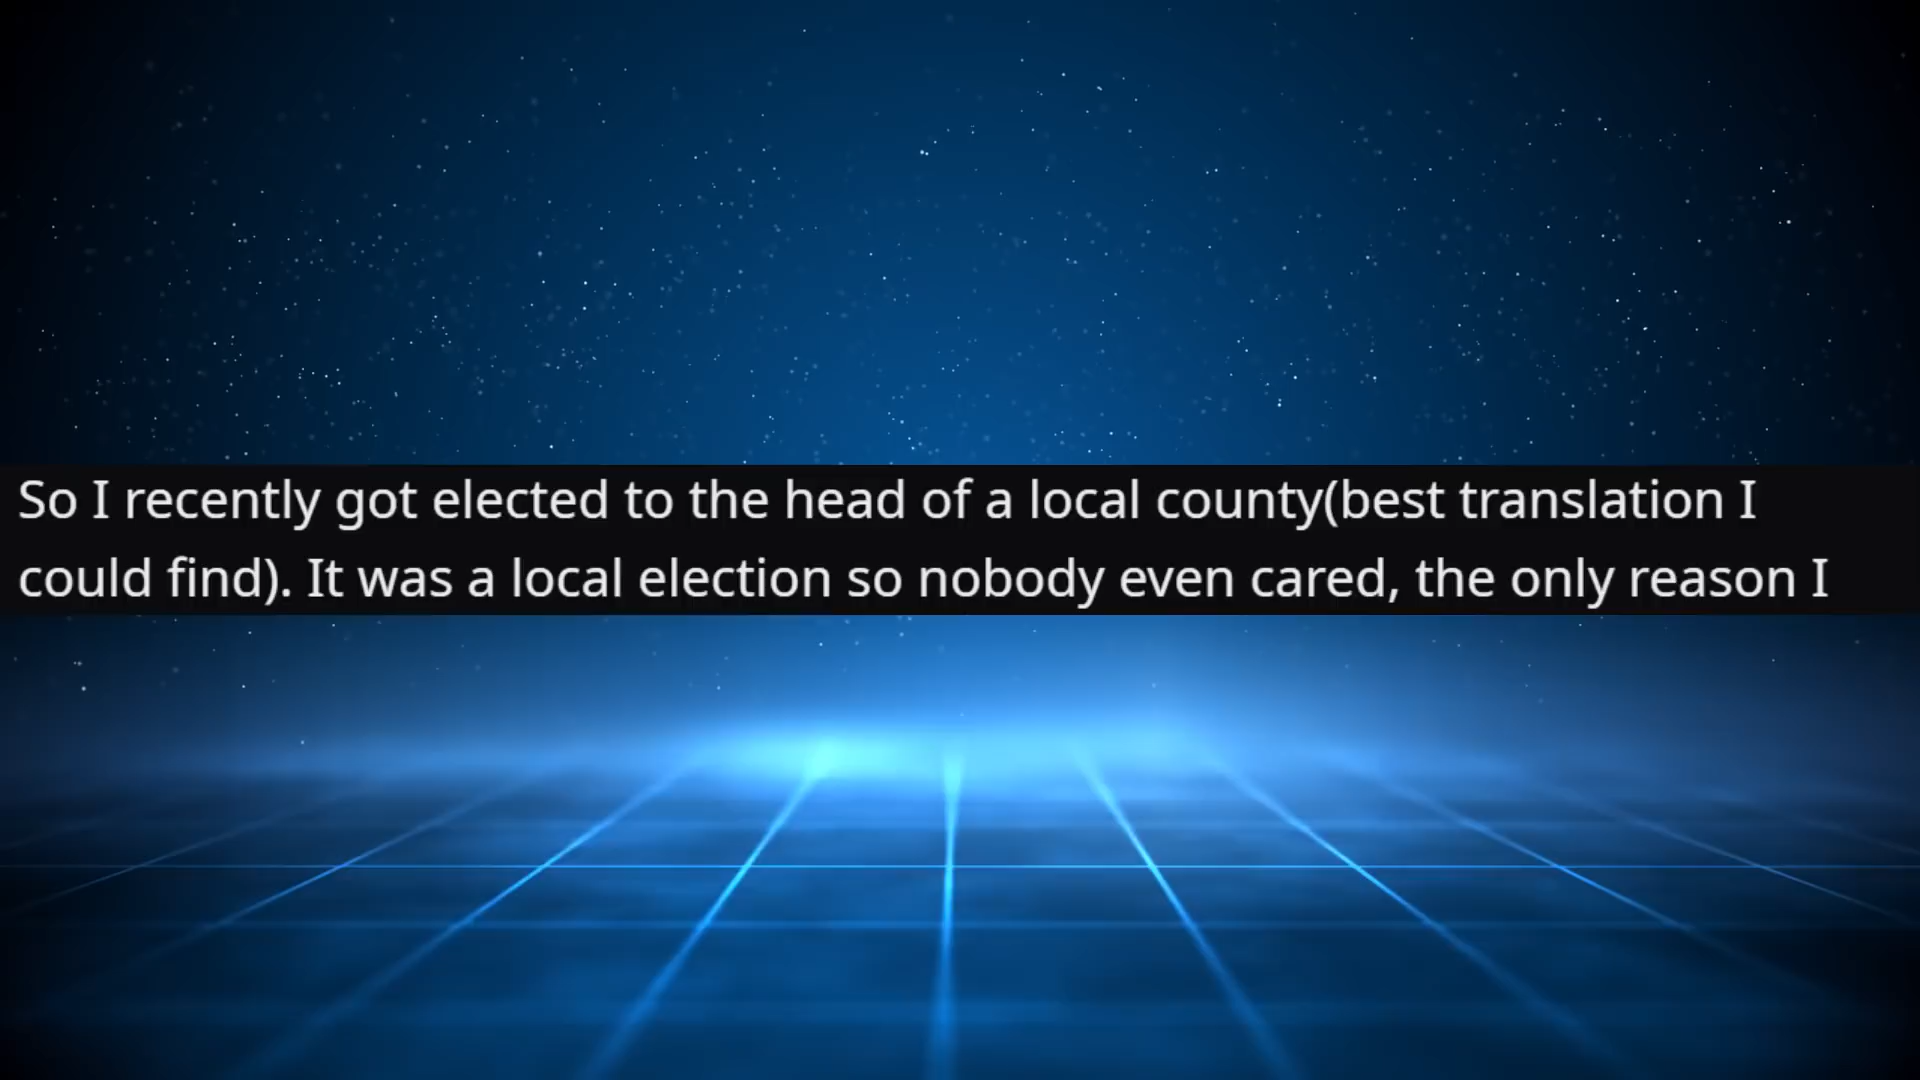 So I recently got elected to the head of a local county(best translation I
could find). It was a local election so nobody even cared, the only reason I